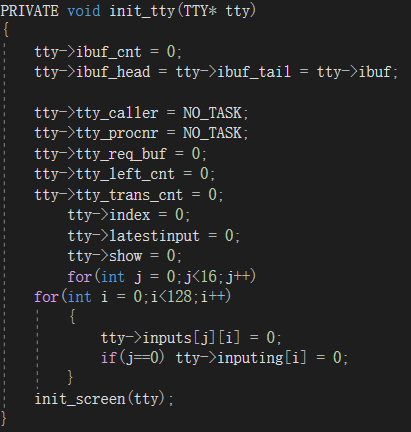 PRIVATE void init_tty(TTY* tty)
{
    tty->ibuf_cnt = 0;
    tty->ibuf_head = tty->ibuf_tail = tty->ibuf;

    tty->tty_caller = NO_TASK;
    tty->tty_procnr = NO_TASK;
    tty->tty_req_buf = 0;
    tty->tty_left_cnt = 0;
    tty->tty_trans_cnt = 0;
        tty->index = 0;
        tty->latestinput = 0;
        tty->show = 0;
        for(int j = 0;j<16;j++)
    for(int i = 0;i<128;i++)
        {
            tty->inputs[j][i] = 0;
            if(j==0) tty->inputing[i] = 0;
        }
    init_screen(tty);
}